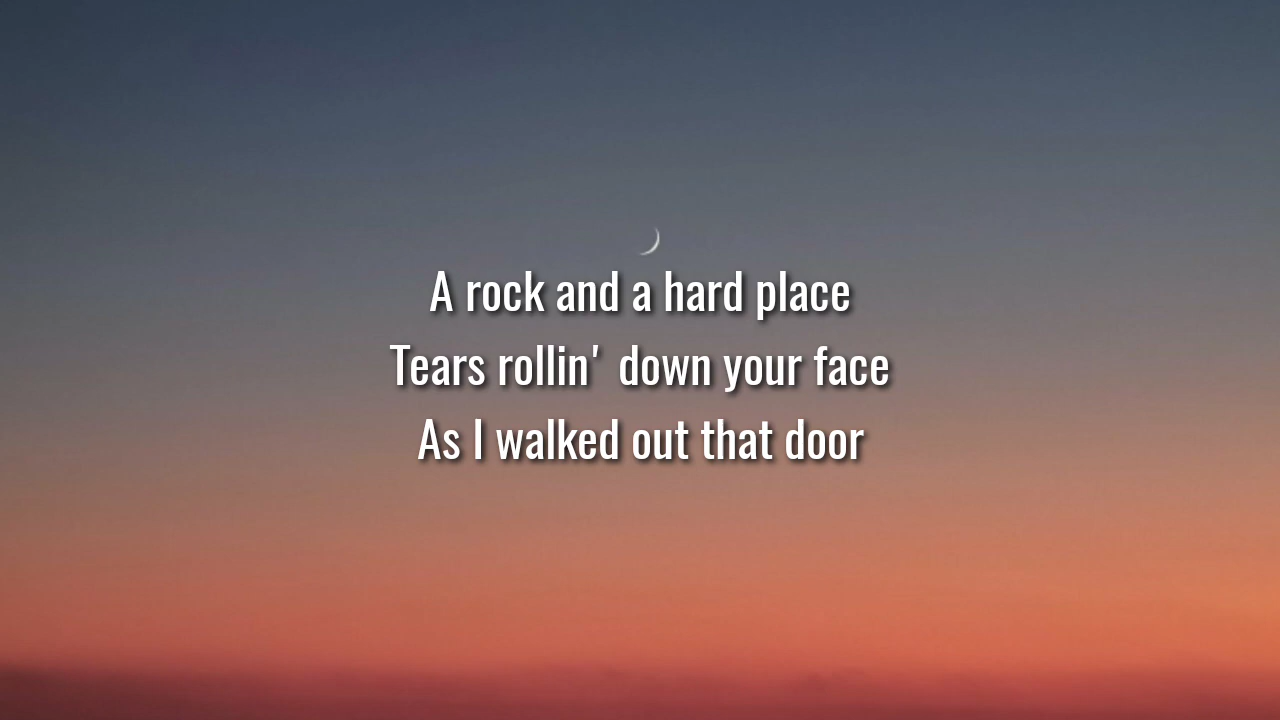 A rock and a hard place
Tears rollin' down your face
As I walked out that door